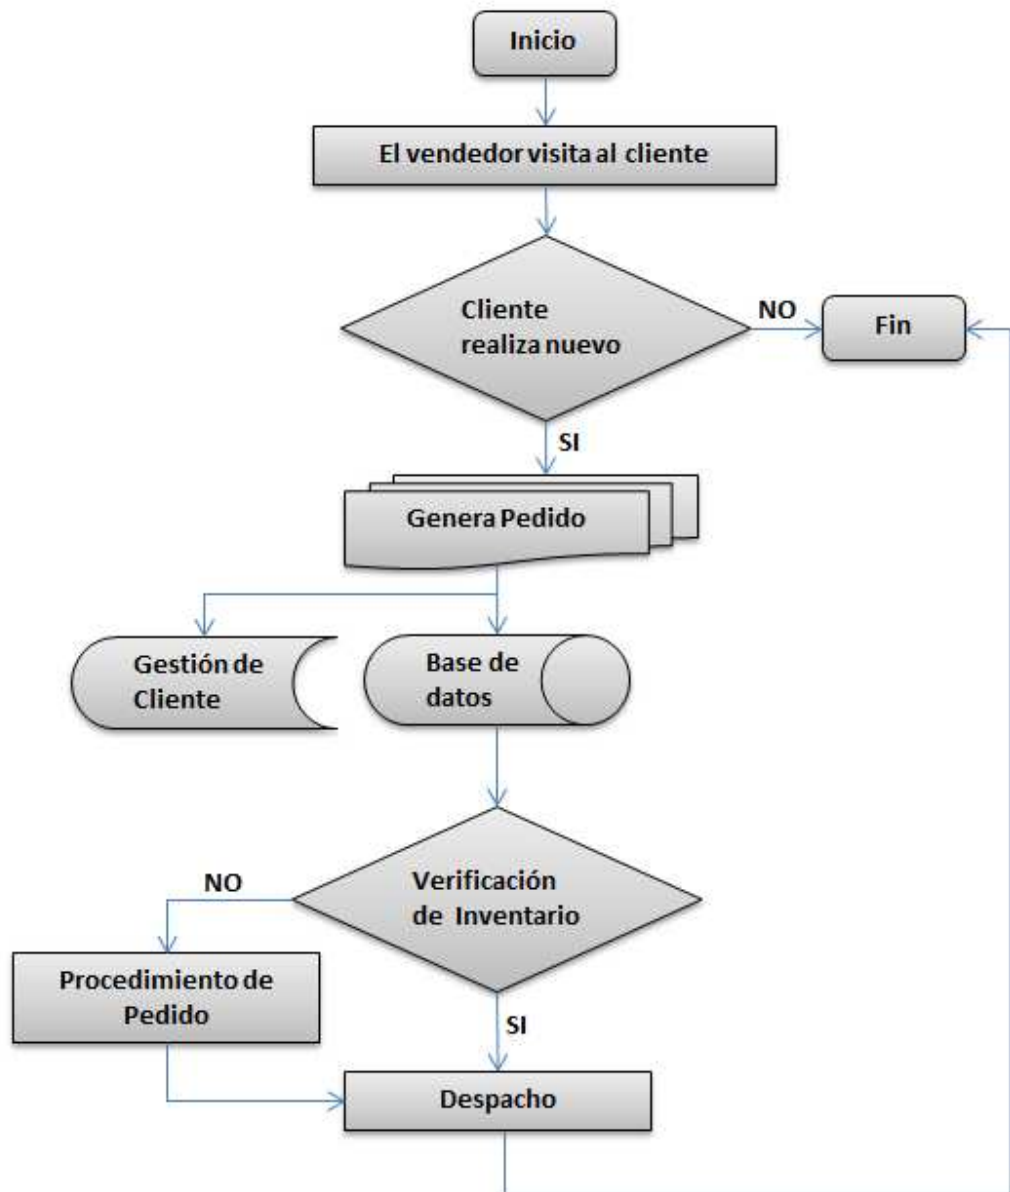 Inicio
El vendedor visita al cliente
Cliente
realiza nuevo
NO
Fin
SI
Genera Pedido
Gestión de
Cliente
Base de
datos
Verificación
de Inventario
NO
Procedimiento de
Pedido
SI
Despacho